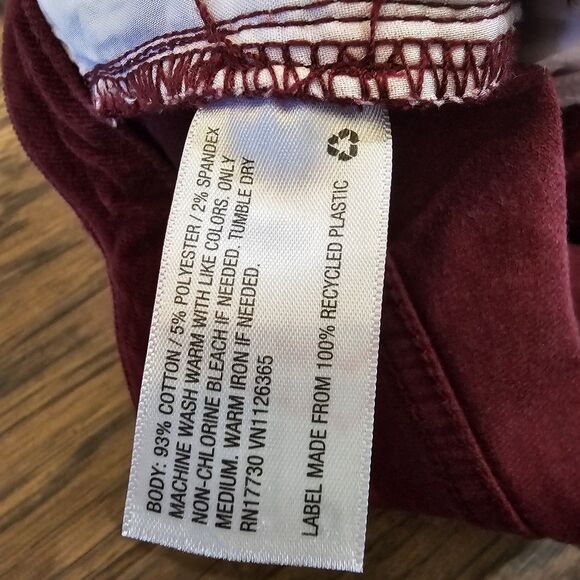 BODY: 93% COTTON / 5% POLYESTER / 2% SPANDEX
MACHINE WASH WARM WITH LIKE COLORS. ONLY
NON-CHLORINE BLEACH IF NEEDED. TUMBLE DRY
MEDIUM. WARM IRON IF NEEDED.
RN17730 VN1126365
LABEL MADE FROM 100% RECYCLED PLASTIC